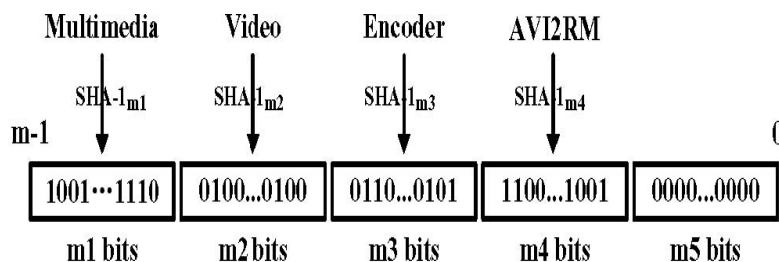 Multimedia Video Encoder AVI2RM
SHA-1m1 SHA-1m2 SHA-1m3 SHA-1m4
m-1 0
1001···1110 0100...0100 0110...0101 1100...1001 0000...0000
m1 bits m2 bits m3 bits m4 bits m5 bits